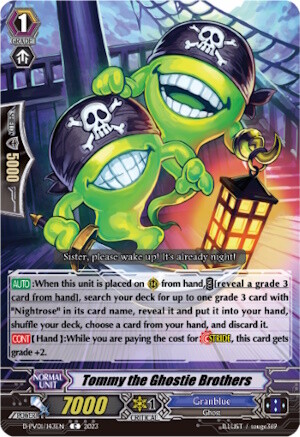 GRADE
1
5000
Sister, please wake up! It's already night!
AUTO :When this unit is placed on from hand, [reveal a grade 3
card from hand], search your deck for up to one grade 3 card with
"Nightrose" in its card name, reveal it and put it into your hand,
shuffle your deck, choose a card from your hand, and discard it.
CONT [ Hand ]:While you are paying the cost for , this card gets
grade +2.
NORMAL
UNIT
Tommy the Ghostie Brothers
POWER
7000
1
CRITICAL
Granblue
Ghost
D-PV01/143EN C 2022